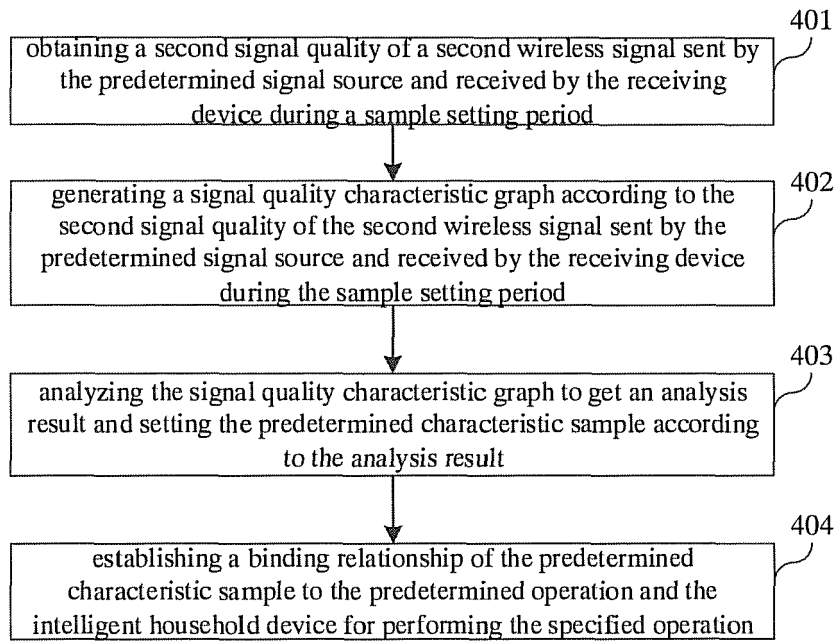 401
obtaining a second signal quality of a second wireless signal sent by
the predetermined signal source and received by the receiving
device during a sample setting period
402
generating a signal quality characteristic graph according to the
second signal quality of the second wireless signal sent by the
predetermined signal source and received by the receiving device
during the sample setting period
403
analyzing the signal quality characteristic graph to get an analysis
result and setting the predetermined characteristic sample according
to the analysis result
404
establishing a binding relationship of the predetermined
characteristic sample to the predetermined operation and the
intelligent household device for performing the specified operation